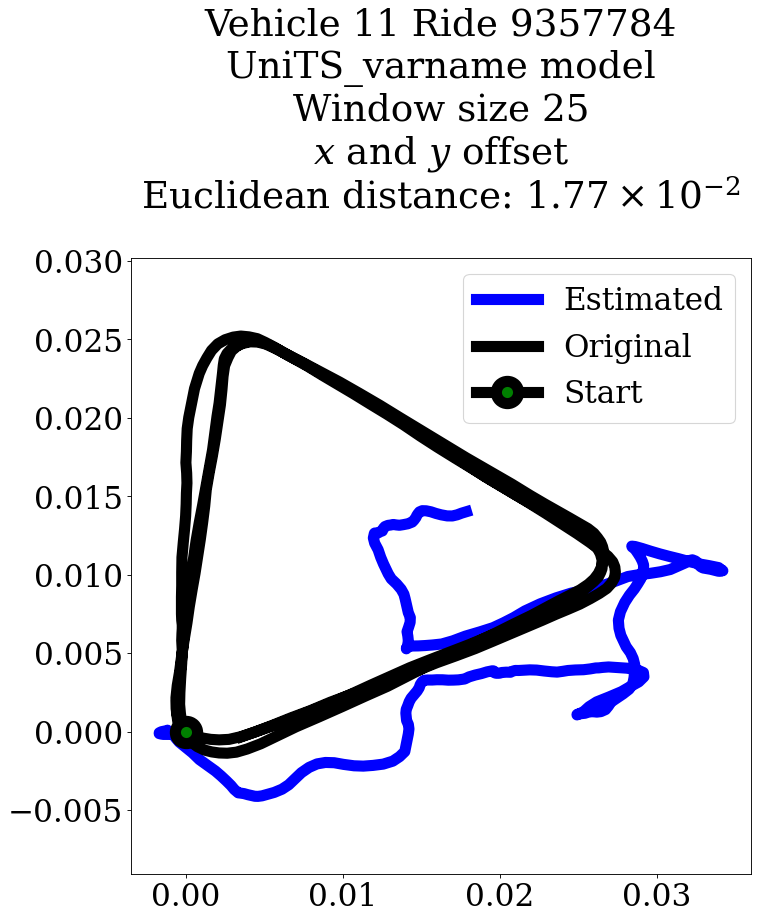 Vehicle 11 Ride 9357784
UniTS_varname model
Window size 25
x and y offset
Euclidean distance: 1.77 × 10⁻²
0.030
0.025
0.020
0.015
0.010
0.005
0.000
−0.005
Estimated
Original
Start
0.00 0.01 0.02 0.03